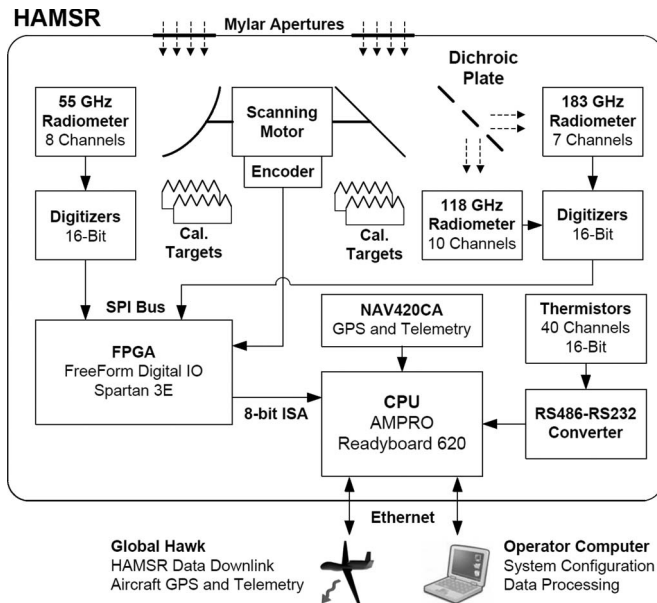 HAMSR
Mylar Apertures
55 GHz
Radiometer
8 Channels
Scanning
Motor
Encoder
Dichroic
Plate
183 GHz
Radiometer
7 Channels
Digitizers
16-Bit
Cal.
Targets
Cal.
Targets
118 GHz
Radiometer
10 Channels
Digitizers
16-Bit
SPI Bus
FPGA
FreeForm Digital IO
Spartan 3E
NAV420CA
GPS and Telemetry
Thermistors
40 Channels
16-Bit
8-bit ISA
CPU
AMPRO
Readyboard 620
RS486-RS232
Converter
Ethernet
Global Hawk
HAMSR Data Downlink
Aircraft GPS and Telemetry
Operator Computer
System Configuration
Data Processing